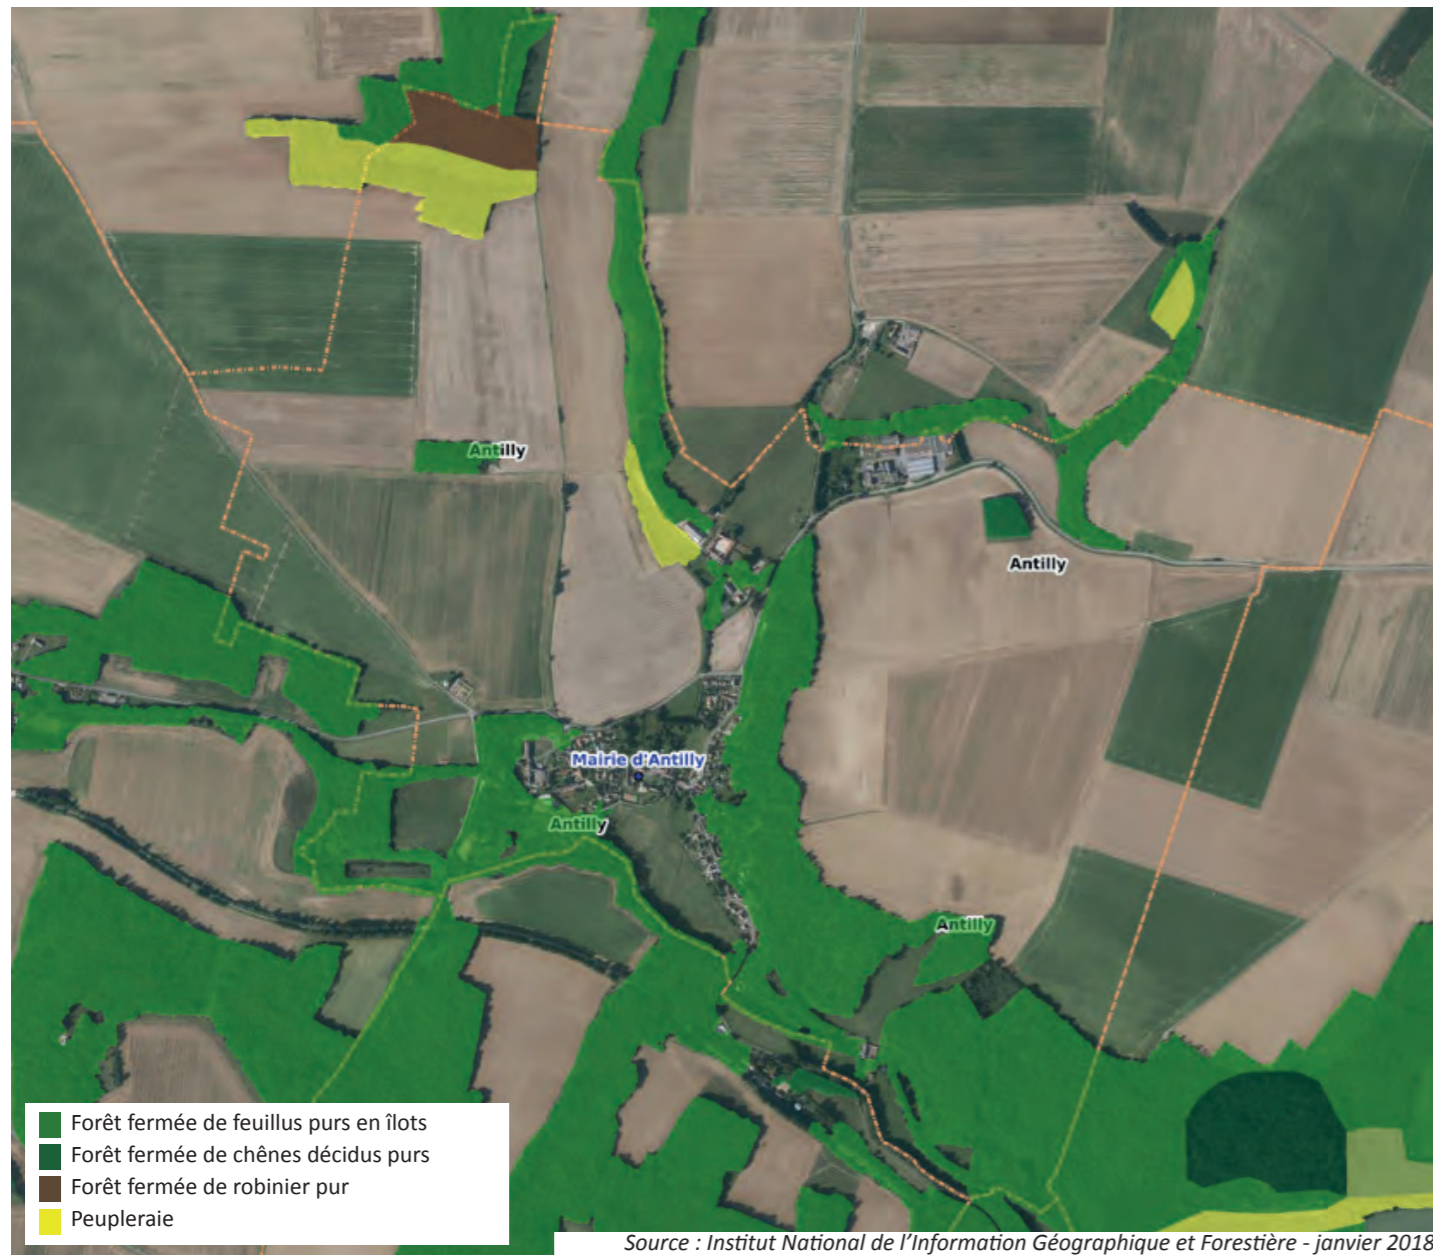 Antilly
Antilly
Mairie d'Antilly
Antilly
Antilly
Forêt fermée de feuillus purs en îlots
Forêt fermée de chênes décidus purs
Forêt fermée de robinier pur
Peupleraie
Source : Institut National de l'Information Géographique et Forestière - janvier 2018